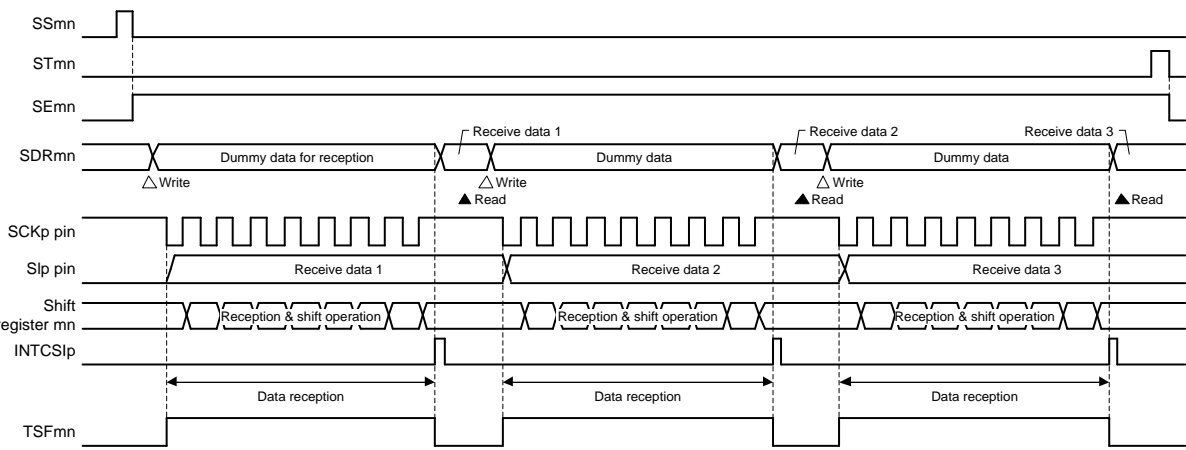 SSmn
STmn
SEmn
Receive data 1
Receive data 2
Receive data 3
SDRmn
Dummy data for reception
Dummy data
Dummy data
△ Write
△ Write
△ Write
▲ Read
▲ Read
▲ Read
SCKp pin
SIp pin
Receive data 1
Receive data 2
Receive data 3
Shift
register mn
Reception & shift operation
Reception & shift operation
Reception & shift operation
INTCSIp
Data reception
Data reception
Data reception
TSFmn